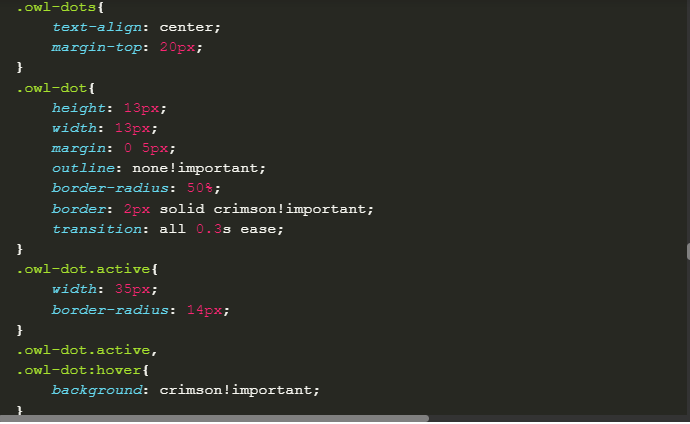 .owl-dots{
text-align: center;
margin-top: 20px;
}
.owl-dot{
height: 13px;
width: 13px;
margin: 0 5px;
outline: none!important;
border-radius: 50%;
border: 2px solid crimson!important;
transition: all 0.3s ease;
}
.owl-dot.active{
width: 35px;
border-radius: 14px;
}
.owl-dot.active,
.owl-dot:hover{
background: crimson!important;
}